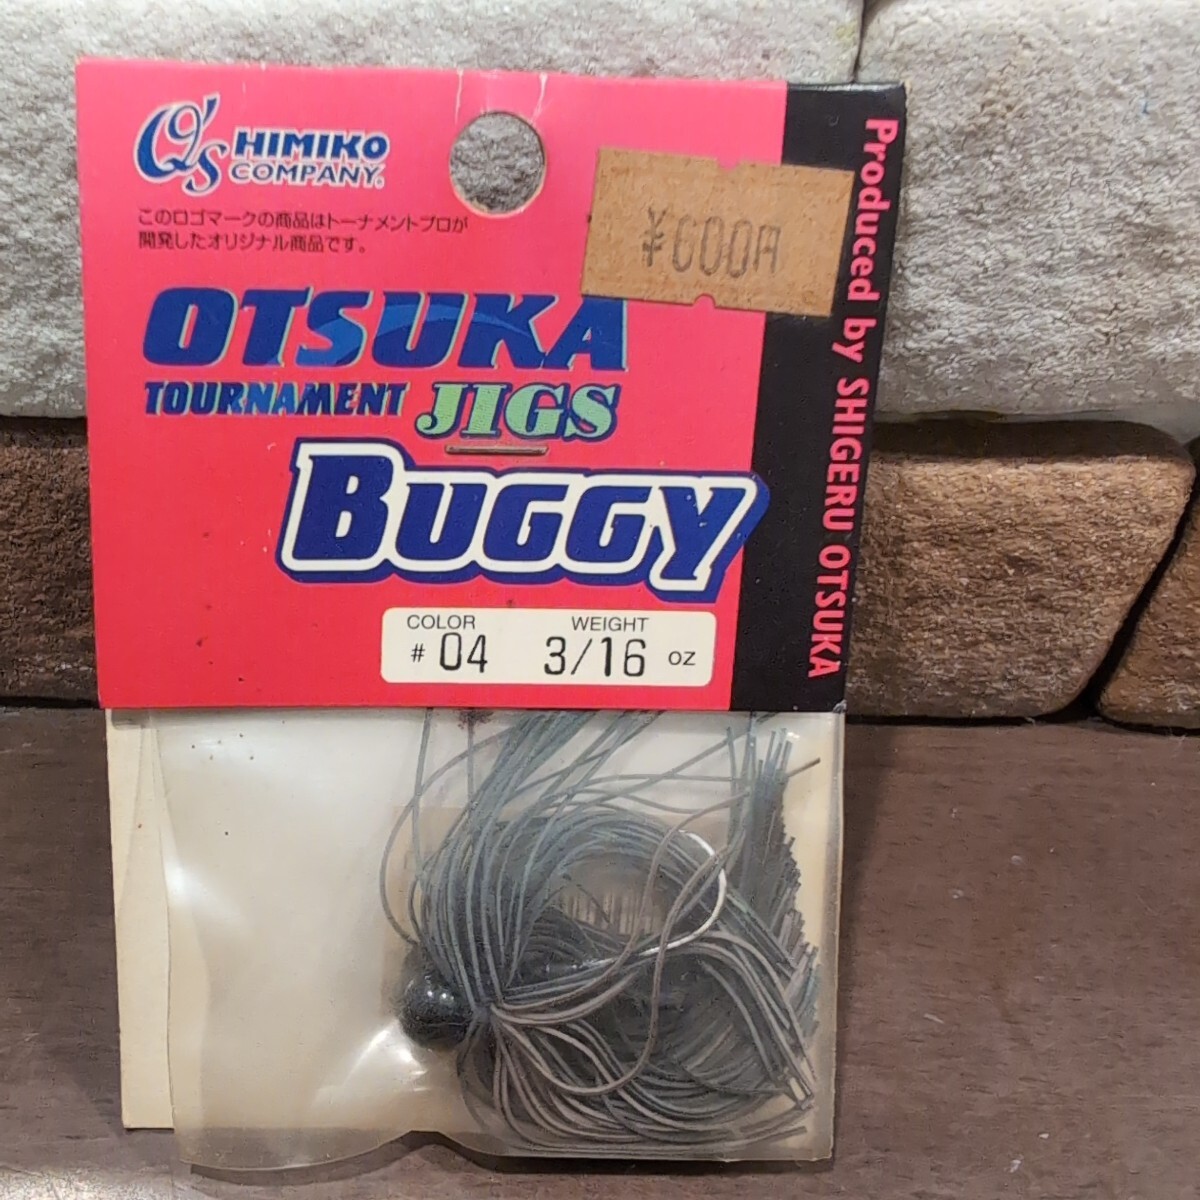 Q's HIMIKO
COMPANY.
このロゴマークの商品はトーナメントプロが
開発したオリジナル商品です。
¥600円
OTSUKA
TOURNAMENT JIGS
BUGGY
COLOR WEIGHT
# 04 3/16 oz
Produced by SHIGERU OTSUKA